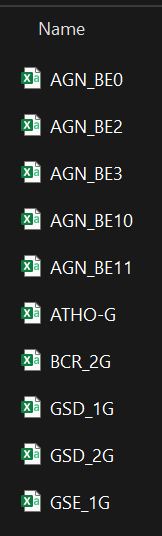 Name
AGN_BE0
AGN_BE2
AGN_BE3
AGN_BE10
AGN_BE11
ATHO-G
BCR_2G
GSD_1G
GSD_2G
GSE_1G